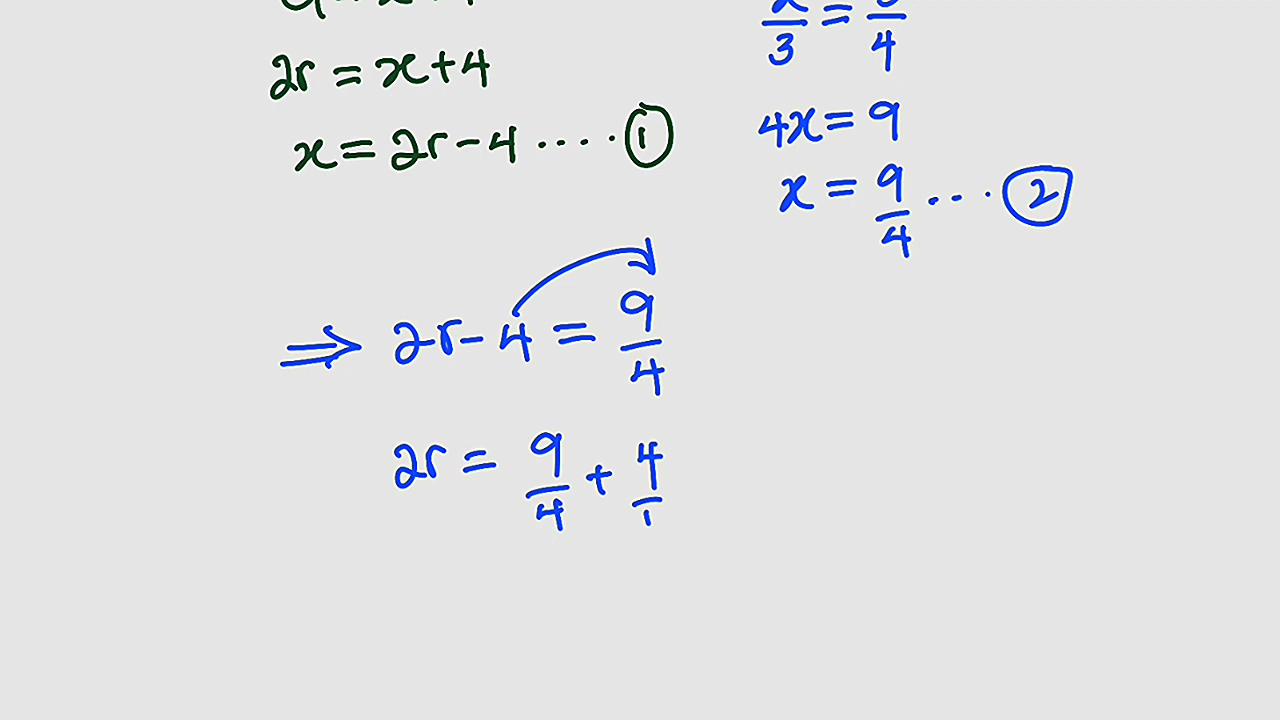 2r = x + 4
x = 2r - 4 .... ①
4x = 9
x = 9/4 .... ②
⇒ 2r - 4 = 9/4
2r = 9/4 + 4/1